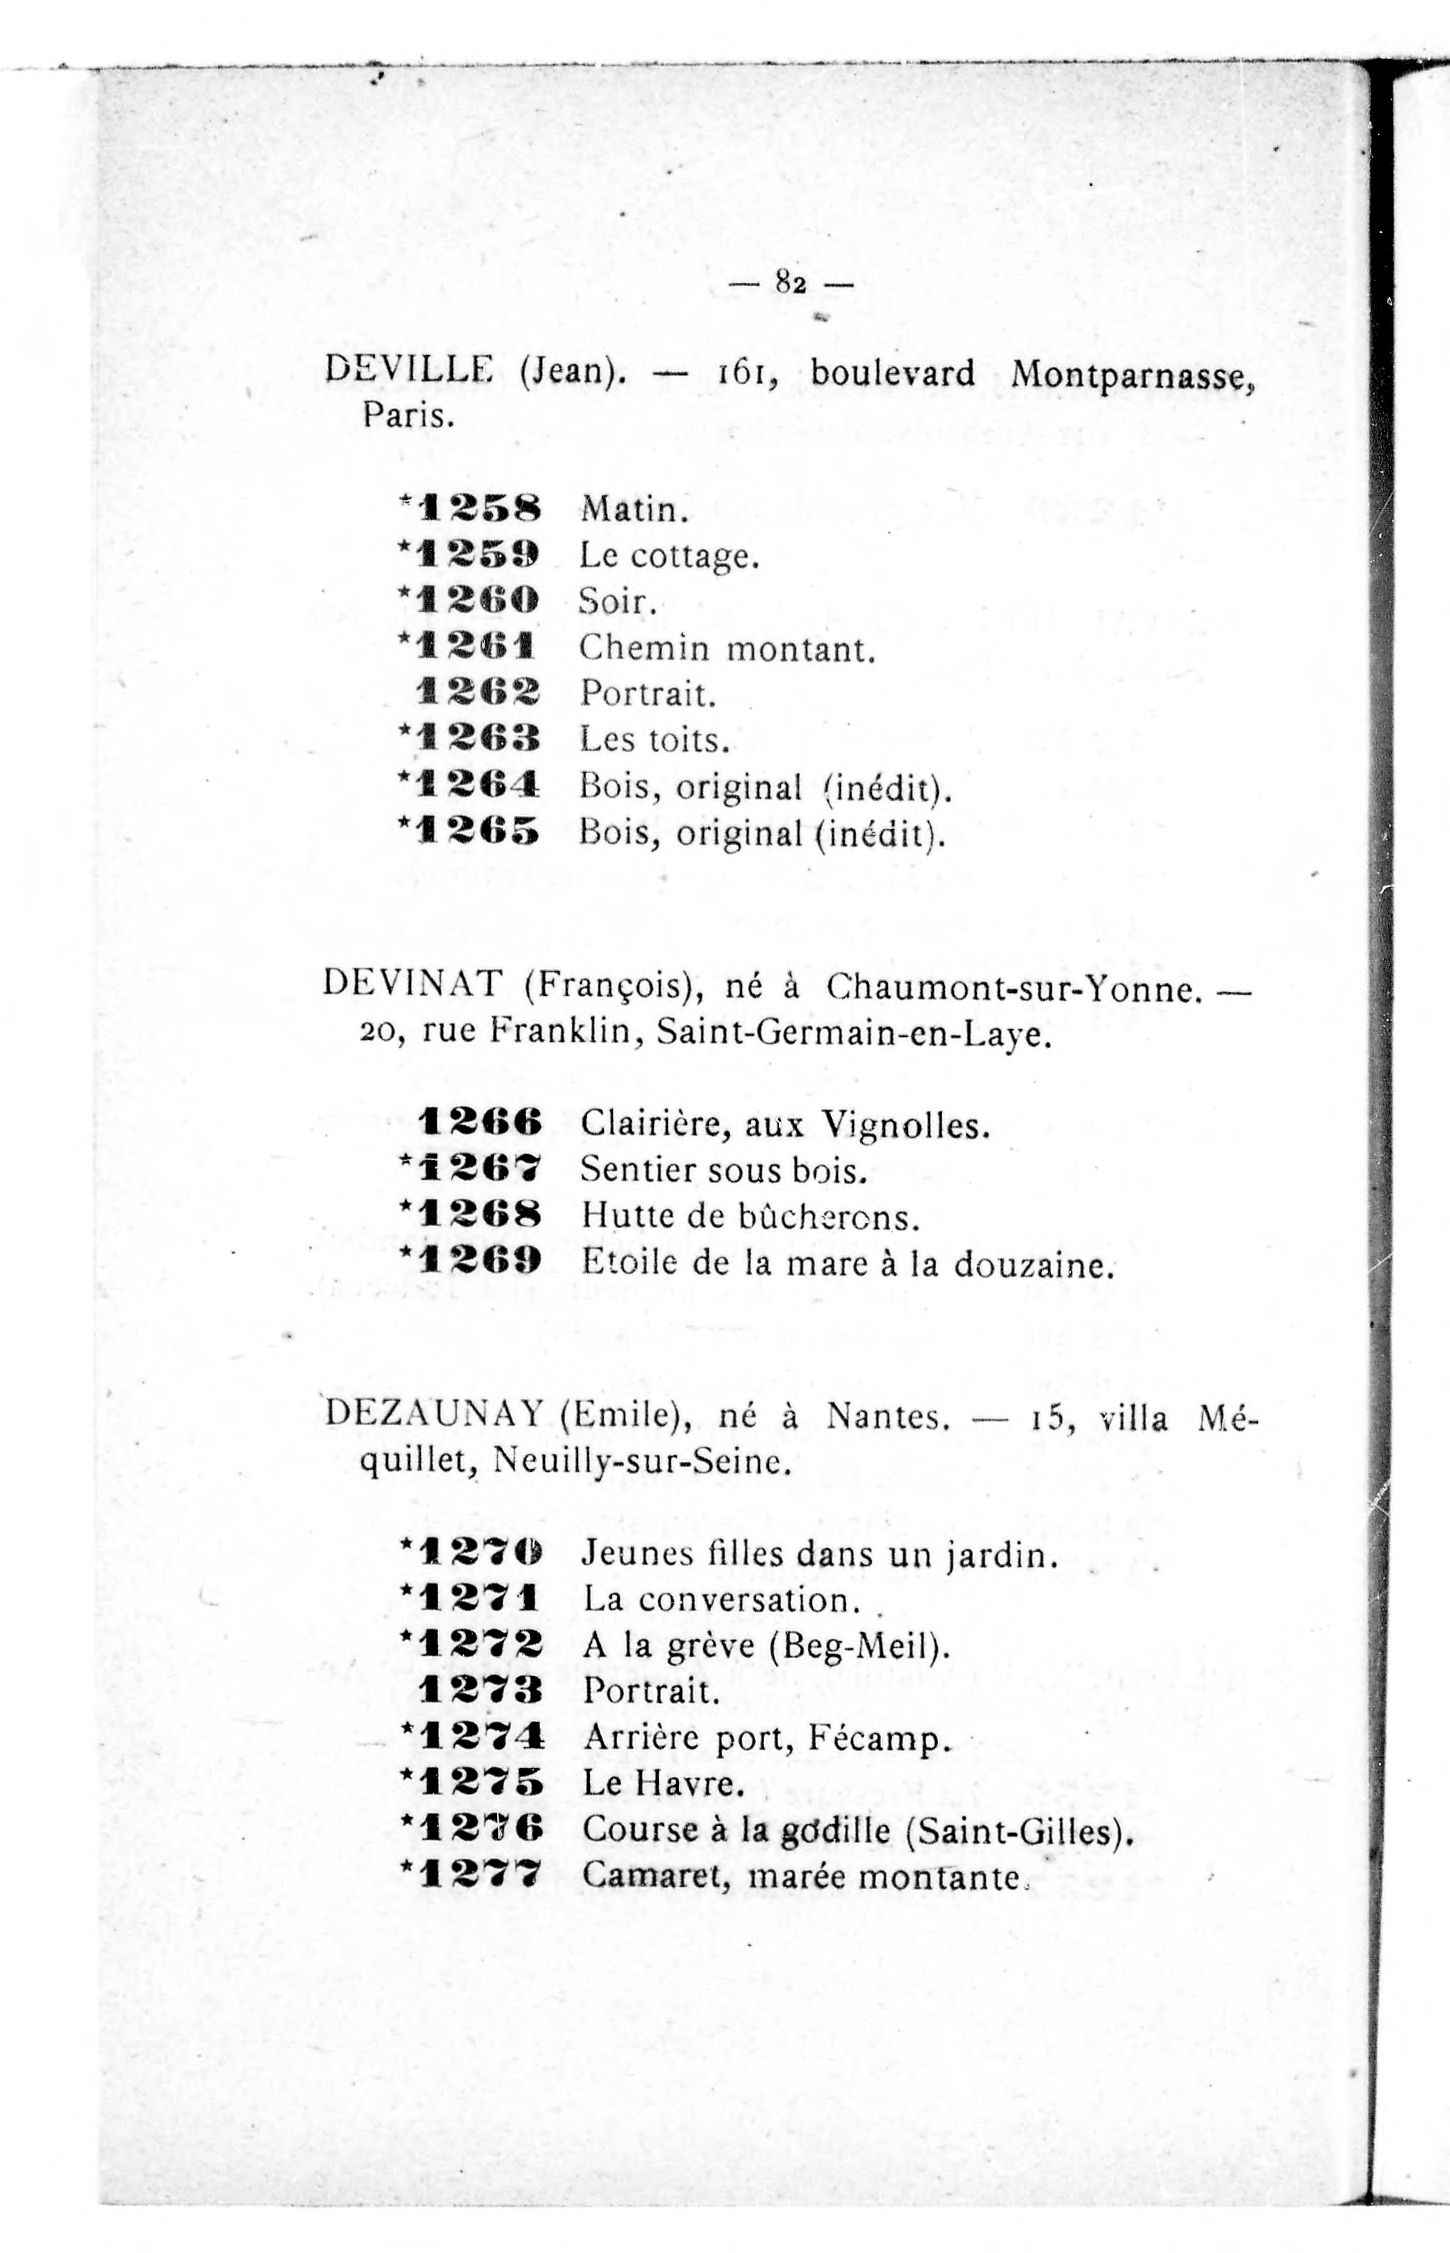 — 82 —
DEVILLE (Jean). — 161, boulevard Montparnasse,
Paris.
*1258 Matin.
*1259 Le cottage.
*1260 Soir.
*1261 Chemin montant.
1262 Portrait.
*1263 Les toits.
*1264 Bois, original (inédit).
*1265 Bois, original (inédit).
DEVINAT (François), né à Chaumont-sur-Yonne. —
20, rue Franklin, Saint-Germain-en-Laye.
1266 Clairière, aux Vignolles.
*1267 Sentier sous bois.
*1268 Hutte de bûcherons.
*1269 Etoile de la mare à la douzaine.
DEZAUNAY (Emile), né à Nantes. — 15, villa Mé-
quillet, Neuilly-sur-Seine.
*1270 Jeunes filles dans un jardin.
*1271 La conversation.
*1272 A la grève (Beg-Meil).
1273 Portrait.
*1274 Arrière port, Fécamp.
*1275 Le Havre.
*1276 Course à la godille (Saint-Gilles).
*1277 Camaret, marée montante.